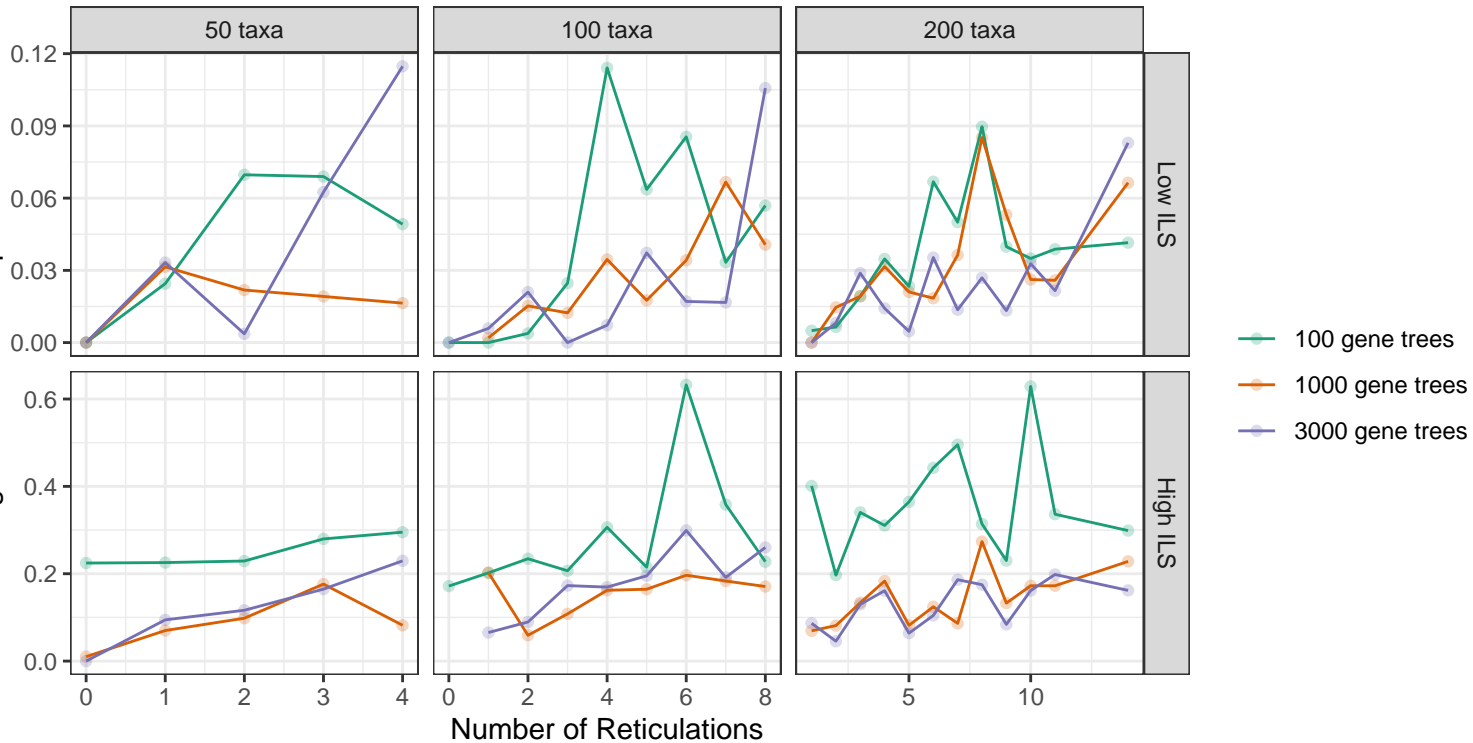 50 taxa 100 taxa 200 taxa
0.12
0.09
0.06
0.03
0.00
Low ILS
0.6
0.4
0.2
0.0
High ILS
0 1 2 3 4 0 2 4 6 8 5 10
Number of Reticulations
100 gene trees
1000 gene trees
3000 gene trees